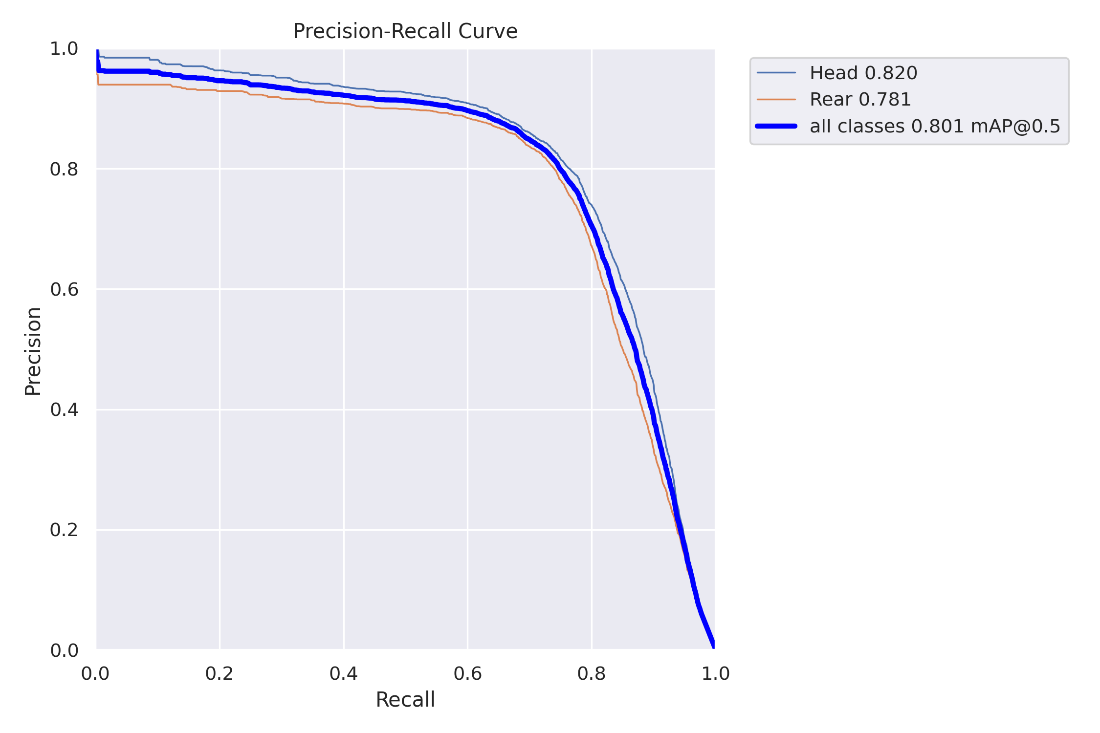 Precision-Recall Curve
1.0
0.8
0.6
0.4
0.2
0.0
Precision
0.0 0.2 0.4 0.6 0.8 1.0
Recall
Head 0.820
Rear 0.781
all classes 0.801 mAP@0.5